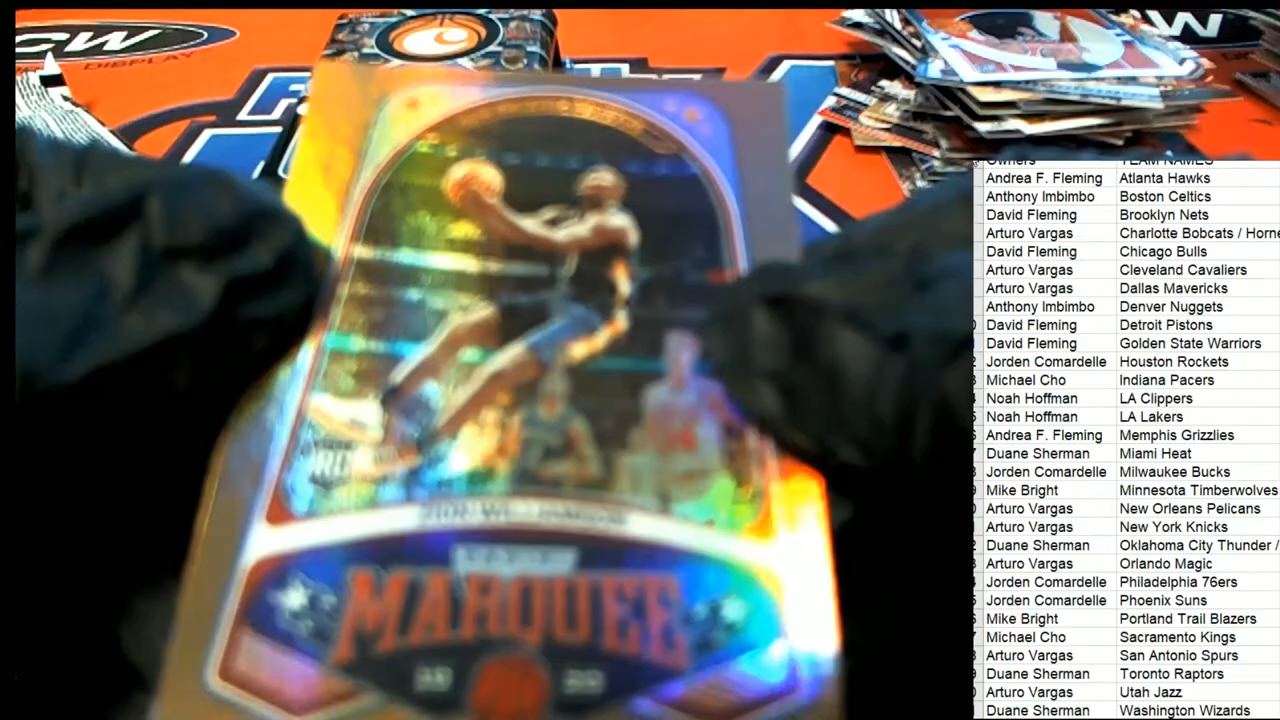 CW
DISPLAY
W
Owners TEAM NAMES
Andrea F. Fleming Atlanta Hawks
Anthony Imbimbo Boston Celtics
David Fleming Brooklyn Nets
Arturo Vargas Charlotte Bobcats / Horne
David Fleming Chicago Bulls
Arturo Vargas Cleveland Cavaliers
Arturo Vargas Dallas Mavericks
Anthony Imbimbo Denver Nuggets
David Fleming Detroit Pistons
David Fleming Golden State Warriors
Jorden Comardelle Houston Rockets
Michael Cho Indiana Pacers
Noah Hoffman LA Clippers
Noah Hoffman LA Lakers
Andrea F. Fleming Memphis Grizzlies
Duane Sherman Miami Heat
Jorden Comardelle Milwaukee Bucks
Mike Bright Minnesota Timberwolves
Arturo Vargas New Orleans Pelicans
Arturo Vargas New York Knicks
Duane Sherman Oklahoma City Thunder /
Arturo Vargas Orlando Magic
Jorden Comardelle Philadelphia 76ers
Jorden Comardelle Phoenix Suns
Mike Bright Portland Trail Blazers
Michael Cho Sacramento Kings
Arturo Vargas San Antonio Spurs
Duane Sherman Toronto Raptors
Arturo Vargas Utah Jazz
Duane Sherman Washington Wizards
ZION WILLIAMSON
MARQUEE